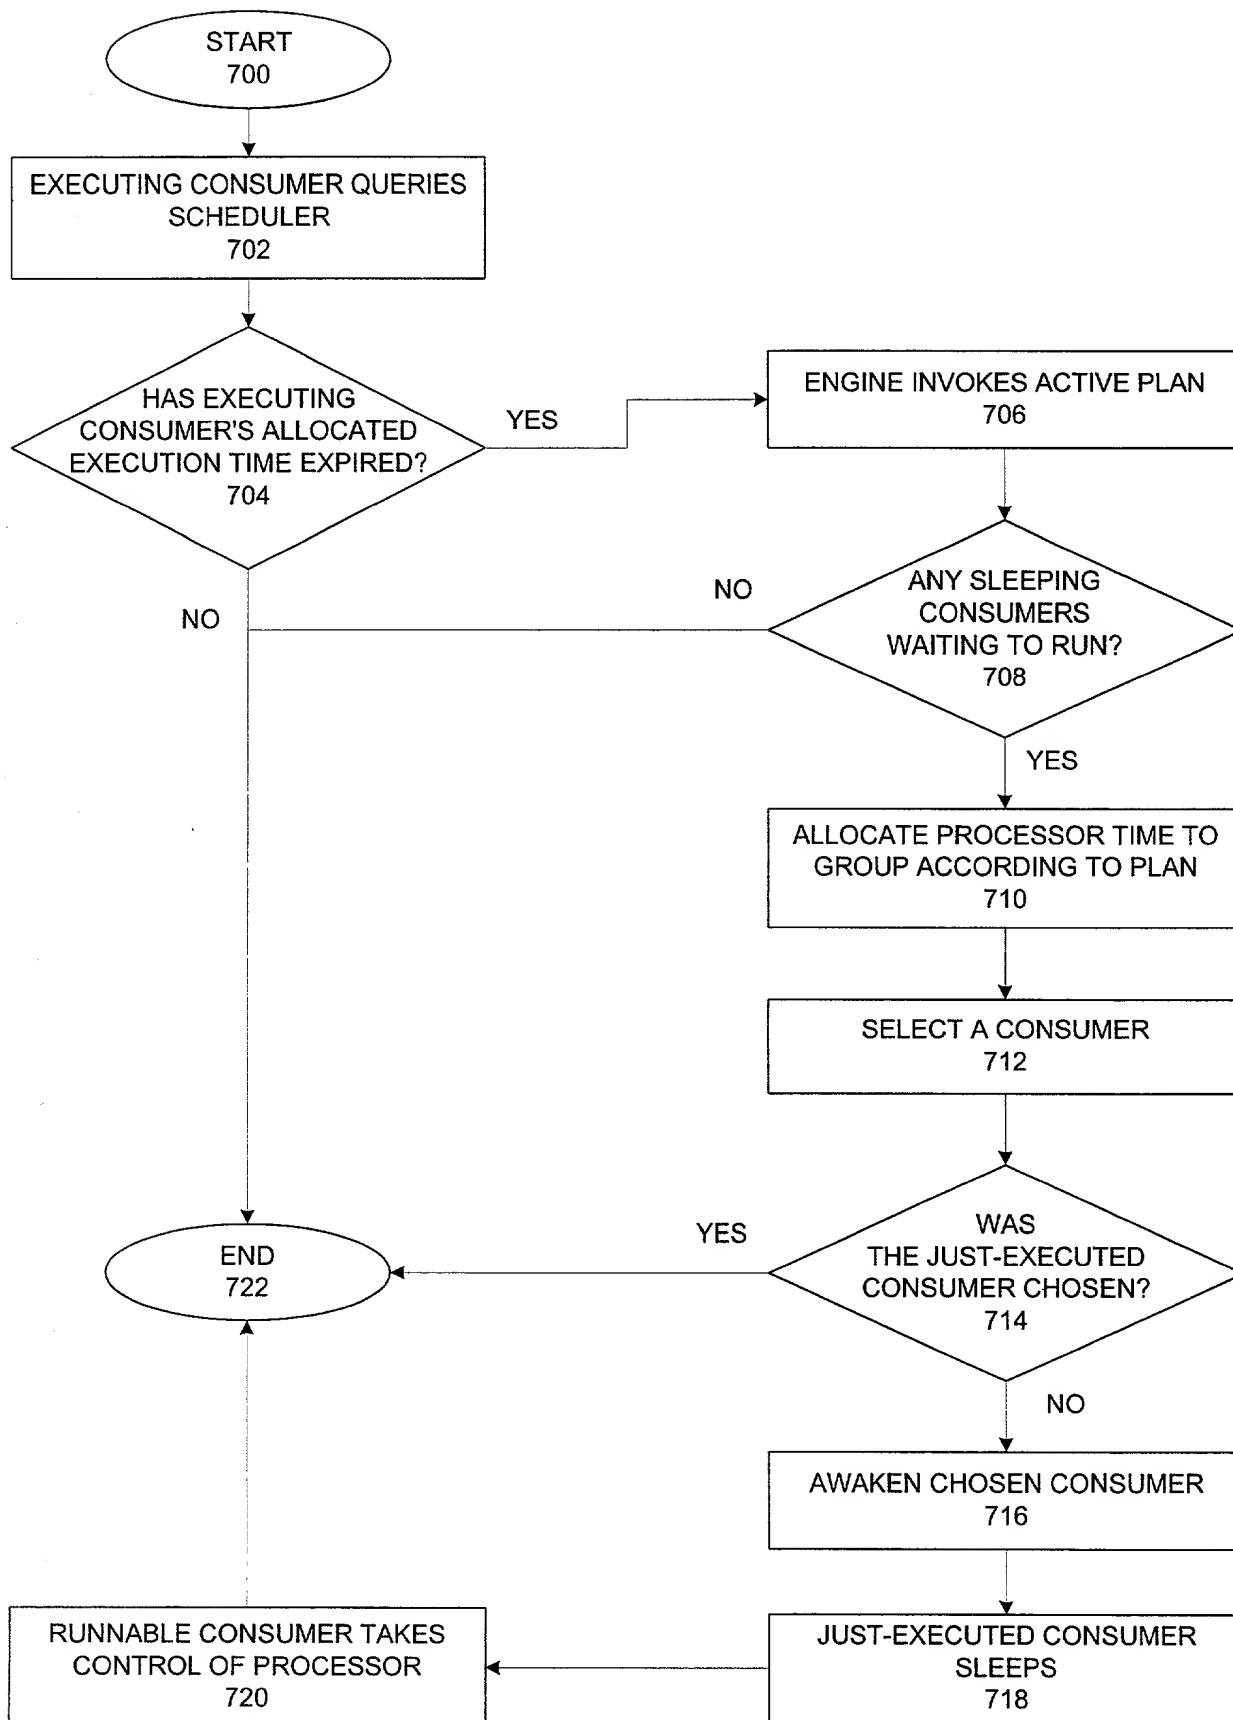 START
700
EXECUTING CONSUMER QUERIES
SCHEDULER
702
HAS EXECUTING
CONSUMER'S ALLOCATED
EXECUTION TIME EXPIRED?
704
YES
NO
ENGINE INVOKES ACTIVE PLAN
706
ANY SLEEPING
CONSUMERS
WAITING TO RUN?
708
NO
YES
ALLOCATE PROCESSOR TIME TO
GROUP ACCORDING TO PLAN
710
SELECT A CONSUMER
712
WAS
THE JUST-EXECUTED
CONSUMER CHOSEN?
714
YES
NO
END
722
AWAKEN CHOSEN CONSUMER
716
JUST-EXECUTED CONSUMER
SLEEPS
718
RUNNABLE CONSUMER TAKES
CONTROL OF PROCESSOR
720